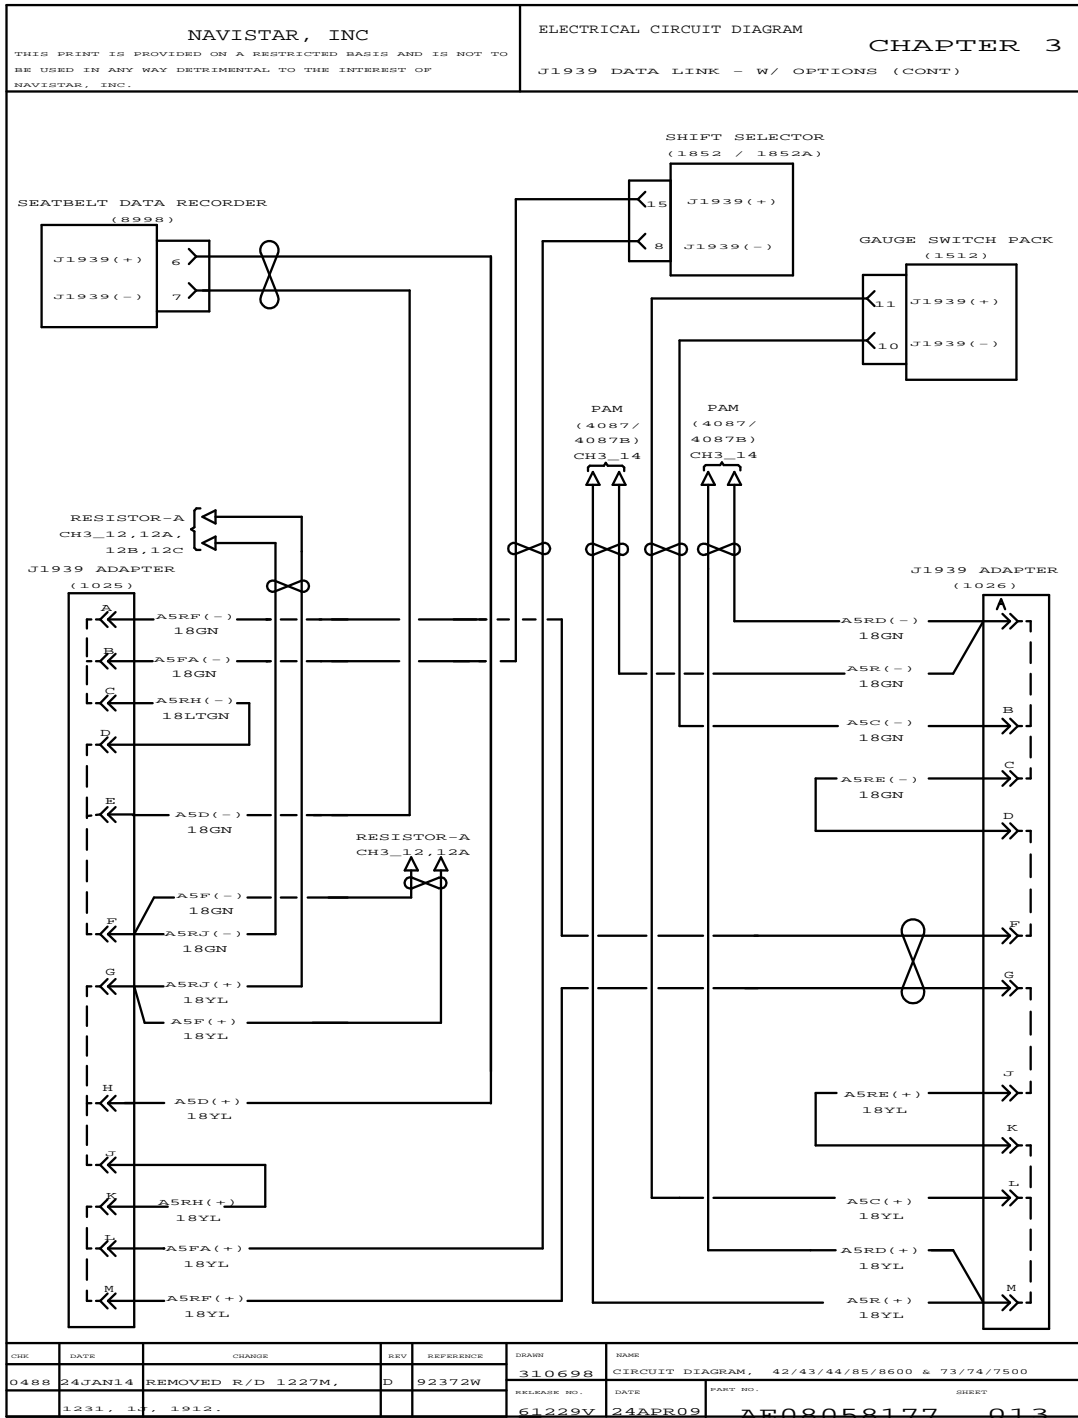 NAVISTAR, INC
THIS PRINT IS PROVIDED ON A RESTRICTED BASIS AND IS NOT TO
BE USED IN ANY WAY DETRIMENTAL TO THE INTEREST OF
NAVISTAR, INC.
ELECTRICAL CIRCUIT DIAGRAM
CHAPTER 3
J1939 DATA LINK - W/ OPTIONS (CONT)
SHIFT SELECTOR
(1852 / 1852A)
15 J1939(+)
8 J1939(-)
SEATBELT DATA RECORDER
(8998)
J1939(+) 6
J1939(-) 7
GAUGE SWITCH PACK
(1512)
11 J1939(+)
10 J1939(-)
PAM
(4087/
4087B)
CH3_14
PAM
(4087/
4087B)
CH3_14
RESISTOR-A
CH3_12,12A,
12B,12C
J1939 ADAPTER
(1025)
A
A5RF(-)
18GN
B
A5FA(-)
18GN
C
A5RH(-)
18LTGN
D
E
A5D(-)
18GN
RESISTOR-A
CH3_12,12A
A5F(-)
18GN
F
A5RJ(-)
18GN
G
A5RJ(+)
18YL
A5F(+)
18YL
H
A5D(+)
18YL
J
K
A5RH(+)
18YL
L
A5FA(+)
18YL
M
A5RF(+)
18YL
J1939 ADAPTER
(1026)
A
A5RD(-)
18GN
A5R(-)
18GN
B
A5C(-)
18GN
C
A5RE(-)
18GN
D
F
G
J
A5RE(+)
18YL
K
L
A5C(+)
18YL
A5RD(+)
18YL
M
A5R(+)
18YL
CHK DATE CHANGE REV REFERENCE
0488 24JAN14 REMOVED R/D 1227M, D 92372W
1231, 1J, 1912.
DRAWN
310698
NAME
CIRCUIT DIAGRAM, 42/43/44/85/8600 & 73/74/7500
RELEASE NO.
61229V
DATE
24APR09
PART NO.
AF08058177
SHEET
013